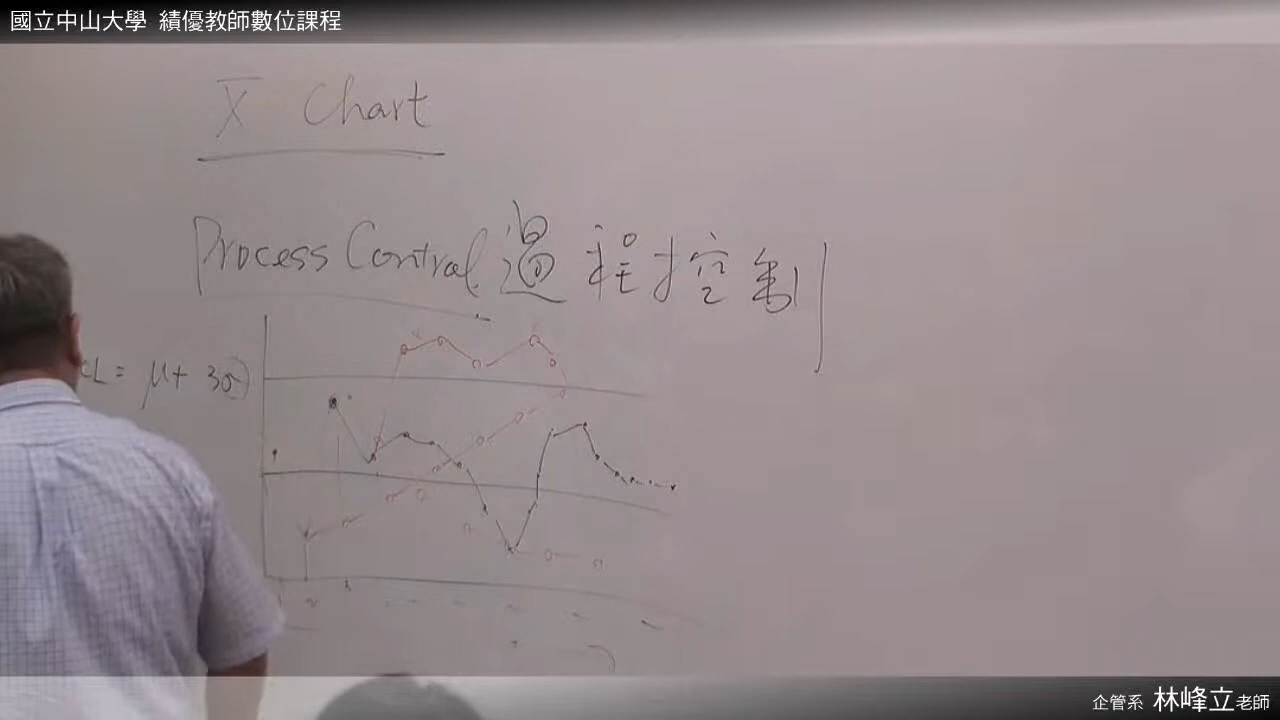 國立中山大學 績優教師數位課程
X̄ Chart
Process Control 過程控制
CL = μ + 3σ
企管系 林峰立老師